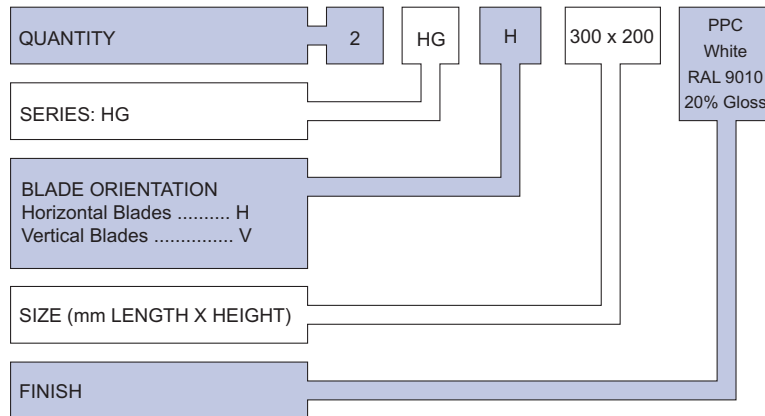 QUANTITY
2
HG
H
300 x 200
PPC
White
RAL 9010
20% Gloss
SERIES: HG
BLADE ORIENTATION
Horizontal Blades .......... H
Vertical Blades ............... V
SIZE (mm LENGTH X HEIGHT)
FINISH